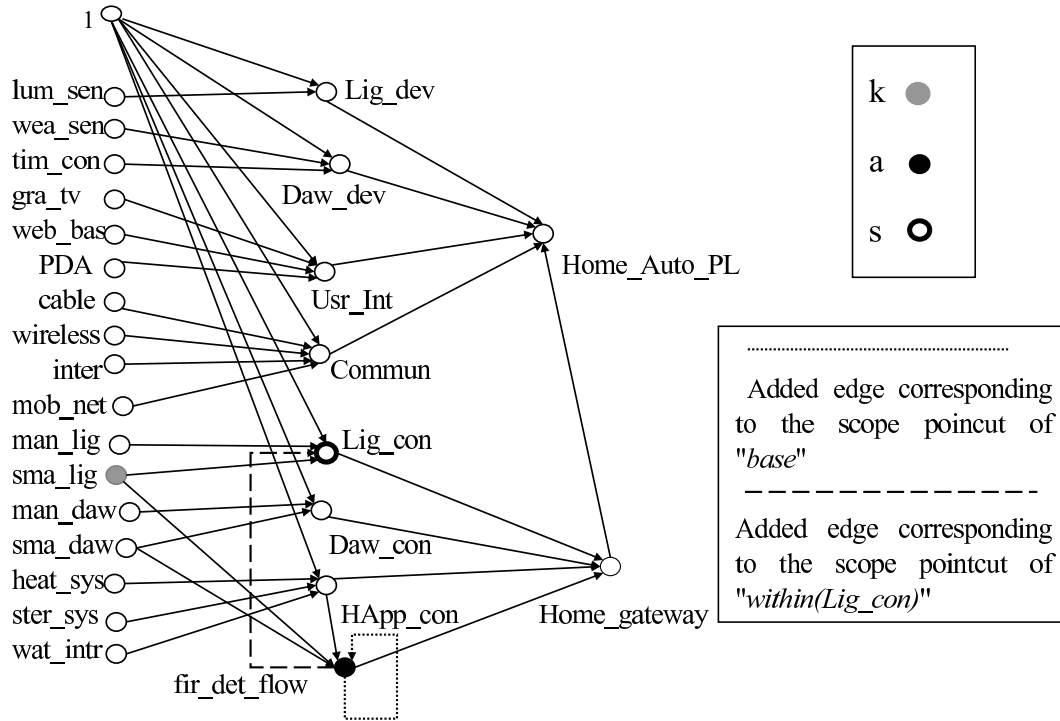 1
lum_sen
wea_sen
tim_con
gra_tv
web_bas
PDA
cable
wireless
inter
mob_net
man_lig
sma_lig
man_daw
sma_daw
heat_sys
ster_sys
wat_intr
Lig_dev
Daw_dev
Usr_Int
Commun
Lig_con
Daw_con
HApp_con
fir_det_flow
Home_Auto_PL
Home_gateway
k
a
s
Added edge corresponding
to the scope poincut of
"base"
Added edge corresponding
to the scope pointcut of
"within(Lig_con)"